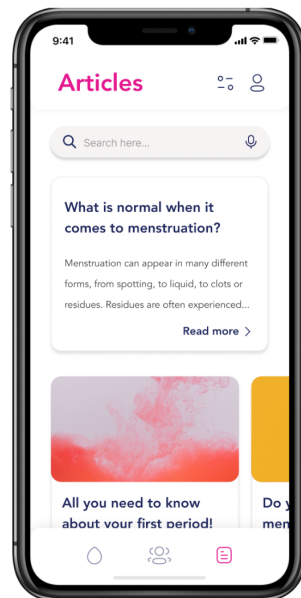 9:41
Articles
Search here...
What is normal when it
comes to menstruation?
Menstruation can appear in many different
forms, from spotting, to liquid, to clots or
residues. Residues are often experienced...
Read more >
All you need to know
about your first period!
Do
men